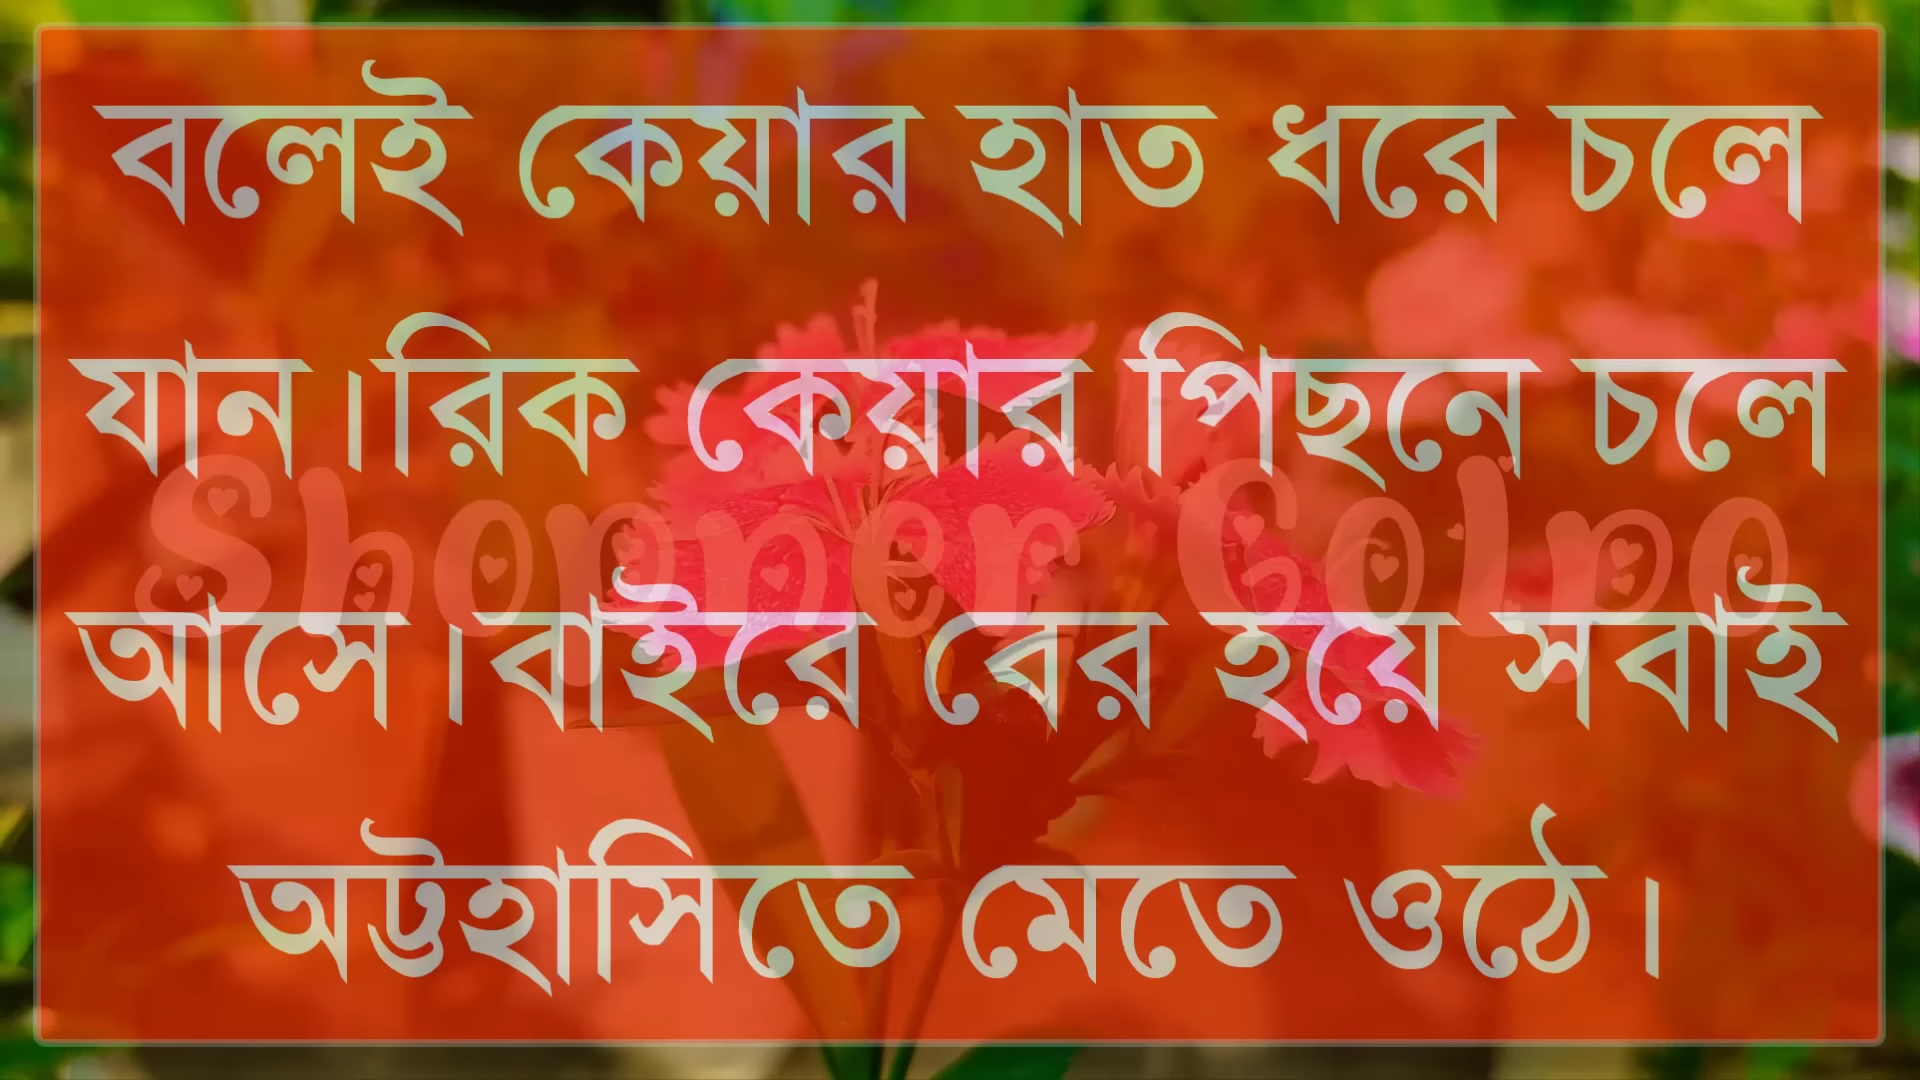 বলেই কেয়ার হাত ধরে চলে
যান।রিক কেয়ার পিছনে চলে
Shopner Golpo
আসে।বাইরে বের হয়ে সবাই
অট্টহাসিতে মেতে ওঠে।